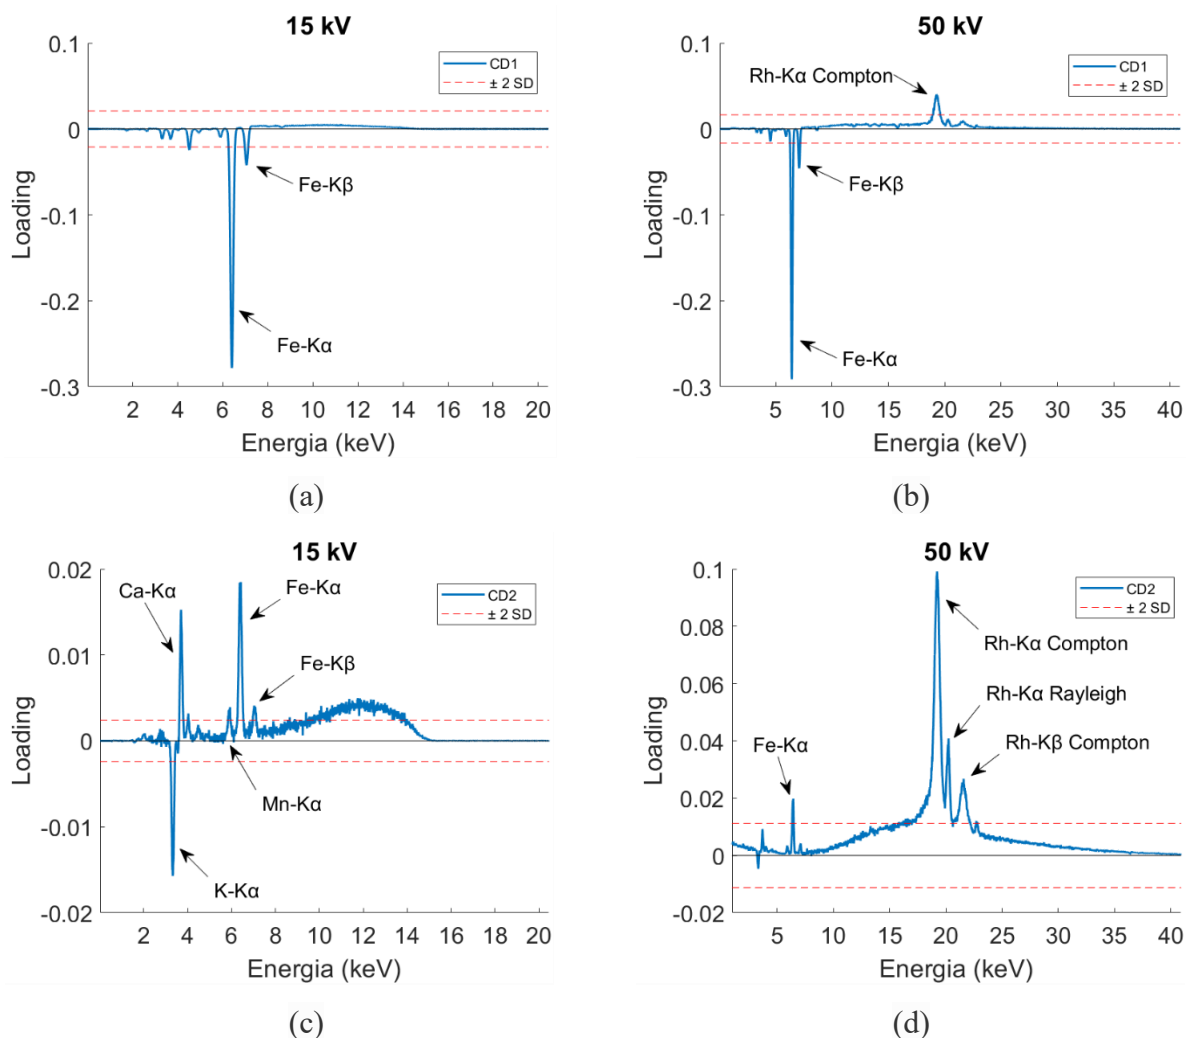 15 kV
0.1
0
-0.1
-0.2
-0.3
Loading
CD1
± 2 SD
Fe-Kβ
Fe-Kα
2 4 6 8 10 12 14 16 18 20
Energia (keV)
(a)
50 kV
0.1
0
-0.1
-0.2
-0.3
Loading
CD1
± 2 SD
Rh-Kα Compton
Fe-Kβ
Fe-Kα
5 10 15 20 25 30 35 40
Energia (keV)
(b)
15 kV
0.02
0.01
0
-0.01
-0.02
Loading
CD2
± 2 SD
Ca-Kα
Fe-Kα
Fe-Kβ
Mn-Kα
K-Kα
2 4 6 8 10 12 14 16 18 20
Energia (keV)
(c)
50 kV
0.1
0.08
0.06
0.04
0.02
0
-0.02
Loading
CD2
± 2 SD
Rh-Kα Compton
Rh-Kα Rayleigh
Rh-Kβ Compton
Fe-Kα
5 10 15 20 25 30 35 40
Energia (keV)
(d)